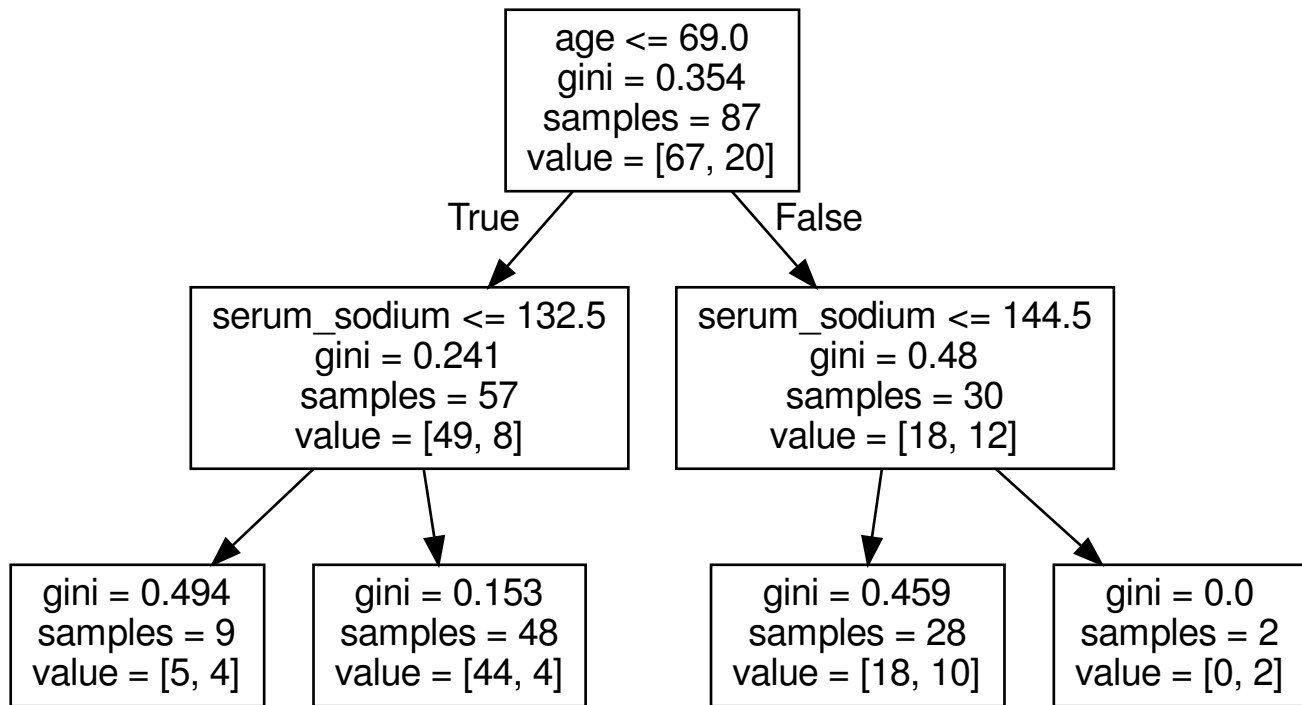 age <= 69.0
gini = 0.354
samples = 87
value = [67, 20]
True
False
serum_sodium <= 132.5
gini = 0.241
samples = 57
value = [49, 8]
serum_sodium <= 144.5
gini = 0.48
samples = 30
value = [18, 12]
gini = 0.494
samples = 9
value = [5, 4]
gini = 0.153
samples = 48
value = [44, 4]
gini = 0.459
samples = 28
value = [18, 10]
gini = 0.0
samples = 2
value = [0, 2]